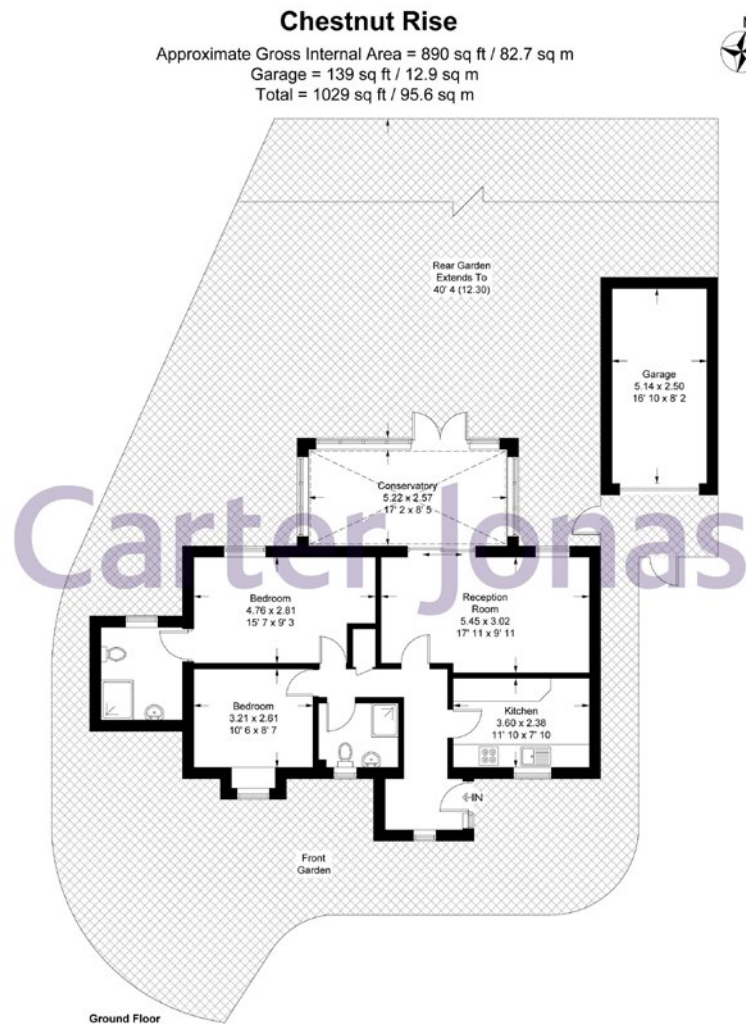 Chestnut Rise
Approximate Gross Internal Area = 890 sq ft / 82.7 sq m
Garage = 139 sq ft / 12.9 sq m
Total = 1029 sq ft / 95.6 sq m
Rear Garden
Extends To
40' 4 (12.30)
Garage
5.14 x 2.50
16' 10 x 8' 2
Conservatory
5.22 x 2.57
17' 2 x 8' 5
Carter Jonas
Bedroom
4.76 x 2.81
15' 7 x 9' 3
Reception
Room
5.45 x 3.02
17' 11 x 9' 11
Bedroom
3.21 x 2.61
10' 6 x 8' 7
Kitchen
3.60 x 2.38
11' 10 x 7' 10
IN
Front
Garden
Ground Floor